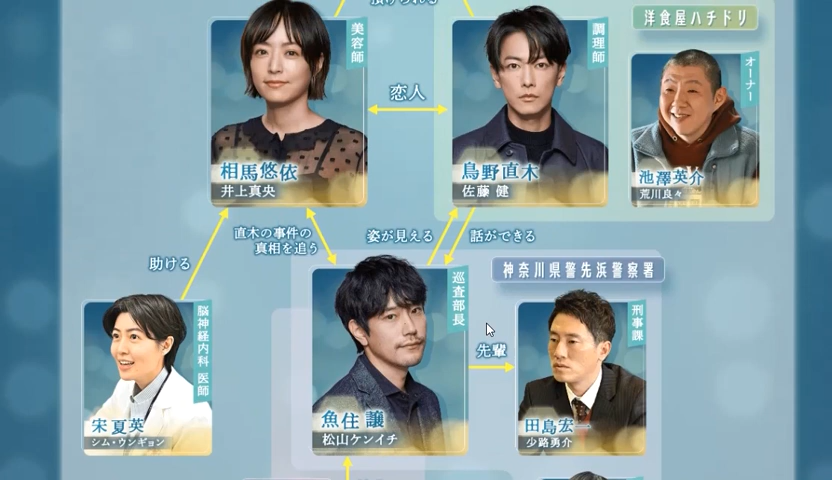 預けられる
洋食屋ハチドリ
美容師
調理師
オーナー
恋人
相馬悠依
井上真央
鳥野直木
佐藤 健
池澤英介
荒川良々
直木の事件の
真相を追う
姿が見える
話ができる
助ける
神奈川県警先浜警察署
脳神経内科 医師
巡査部長
刑事課
先輩
宋 夏英
シム・ウンギョン
魚住 譲
松山ケンイチ
田島宏一
少路勇介